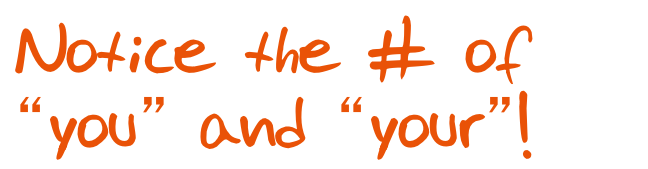 Notice the # of
“you” and “your”!